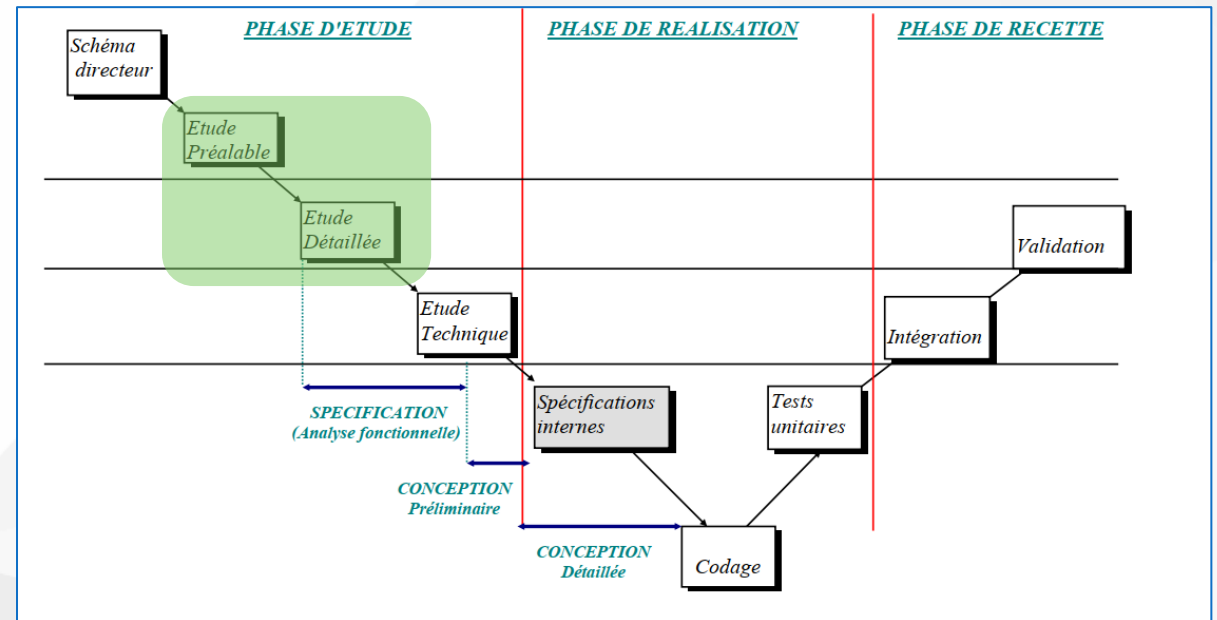 PHASE D'ETUDE
PHASE DE REALISATION
PHASE DE RECETTE
Schéma
directeur
Etude
Préalable
Etude
Détaillée
Validation
Etude
Technique
Intégration
SPECIFICATION
(Analyse fonctionnelle)
Spécifications
internes
Tests
unitaires
CONCEPTION
Préliminaire
CONCEPTION
Détaillée
Codage